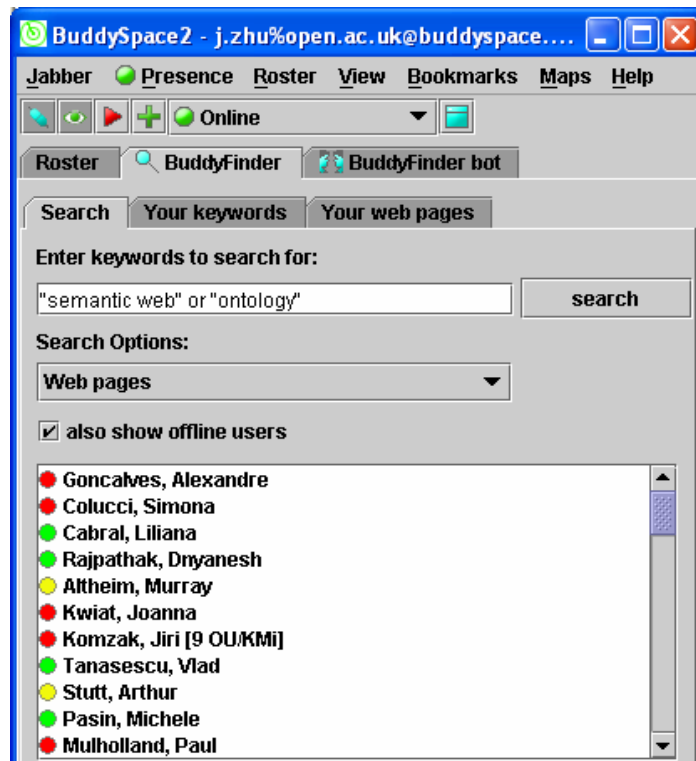 BuddySpace2 - j.zhu%open.ac.uk@buddyspace....
Jabber Presence Roster View Bookmarks Maps Help
Online
Roster BuddyFinder BuddyFinder bot
Search Your keywords Your web pages
Enter keywords to search for:
"semantic web" or "ontology" search
Search Options:
Web pages
also show offline users
Goncalves, Alexandre
Colucci, Simona
Cabral, Liliana
Rajpathak, Dnyanesh
Altheim, Murray
Kwiat, Joanna
Komzak, Jiri [9 OU/KMi]
Tanasescu, Vlad
Stutt, Arthur
Pasin, Michele
Mulholland, Paul